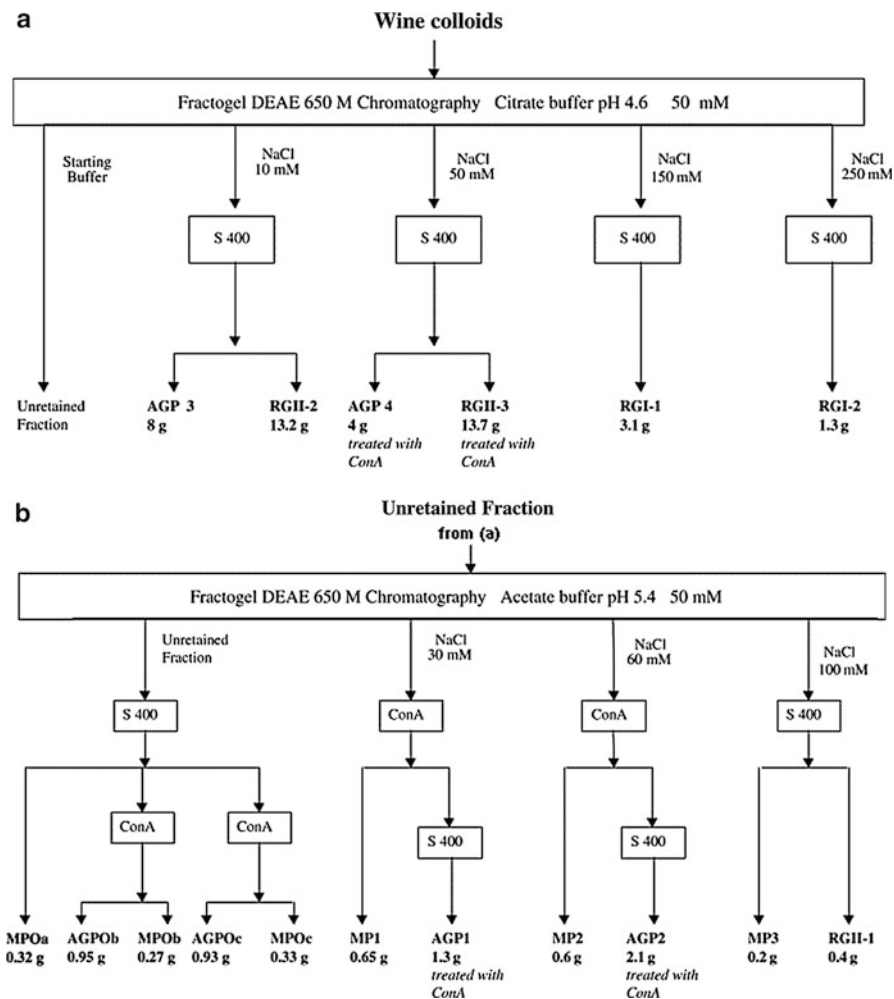 a
Wine colloids
Fractogel DEAE 650 M Chromatography Citrate buffer pH 4.6 50 mM
Starting
Buffer
NaCl
10 mM
NaCl
50 mM
NaCl
150 mM
NaCl
250 mM
S 400
S 400
S 400
S 400
Unretained
Fraction
AGP 3
8 g
RGII-2
13.2 g
AGP 4
4 g
treated with
ConA
RGII-3
13.7 g
treated with
ConA
RGI-1
3.1 g
RGI-2
1.3 g
b
Unretained Fraction
from (a)
Fractogel DEAE 650 M Chromatography Acetate buffer pH 5.4 50 mM
Unretained
Fraction
NaCl
30 mM
NaCl
60 mM
NaCl
100 mM
S 400
ConA
ConA
S 400
ConA
ConA
S 400
S 400
MPOa
0.32 g
AGPOb
0.95 g
MPOb
0.27 g
AGPOc
0.93 g
MPOc
0.33 g
MP1
0.65 g
AGP1
1.3 g
treated with
ConA
MP2
0.6 g
AGP2
2.1 g
treated with
ConA
MP3
0.2 g
RGII-1
0.4 g